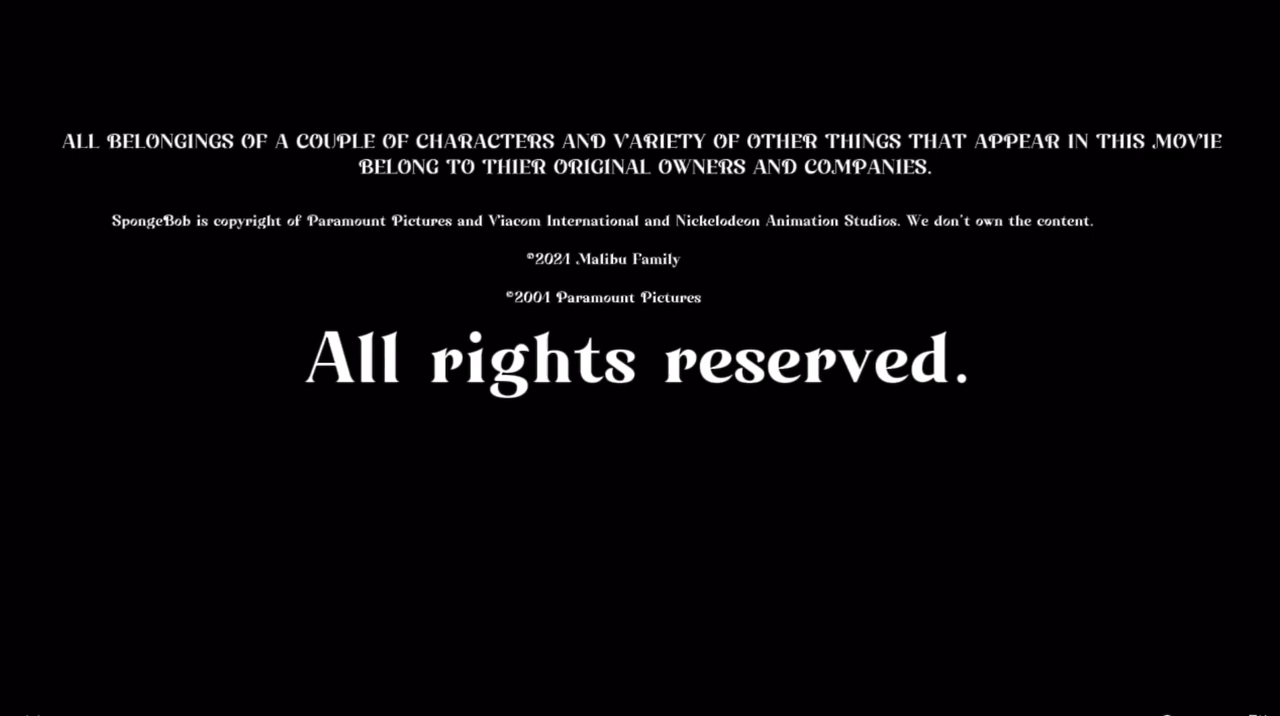 ALL BELONGINGS OF A COUPLE OF CHARACTERS AND VARIETY OF OTHER THINGS THAT APPEAR IN THIS MOVIE
BELONG TO THIER ORIGINAL OWNERS AND COMPANIES.
SpongeBob is copyright of Paramount Pictures and Viacom International and Nickelodeon Animation Studios. We don't own the content.
©2021 Malibu Family
©2004 Paramount Pictures
All rights reserved.